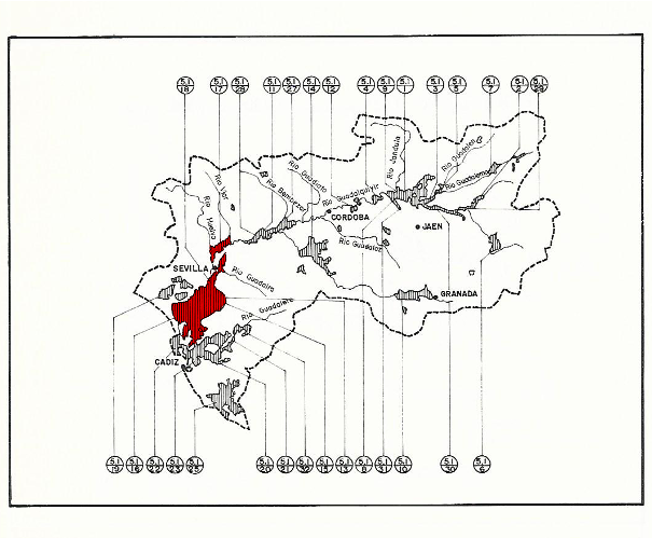 5.1 18
5.1 17
5.1 28
5.1 11
5.1 27
5.1 14
5.1 12
5.1 4
5.1 9
5.1 1
5.1 3
5.1 5
5.1 7
5.1 2
5.1 29
Rio Jandula
Rio Guadalen
Rio Guadiato
Rio Guadalimar
Rio Viar
Rio Bembezar
Rio Guadalquivir
Rio Huelva
CORDOBA
JAEN
Rio Guadajoz
SEVILLA
Rio Guadaira
GRANADA
Rio Guadalete
CADIZ
5.1 19
5.1 16
5.1 22
5.1 23
5.1 25
5.1 20
5.1 21
5.1 32
5.1 15
5.1 13
5.1 8
5.1 31
5.1 10
5.1 30
5.1 6